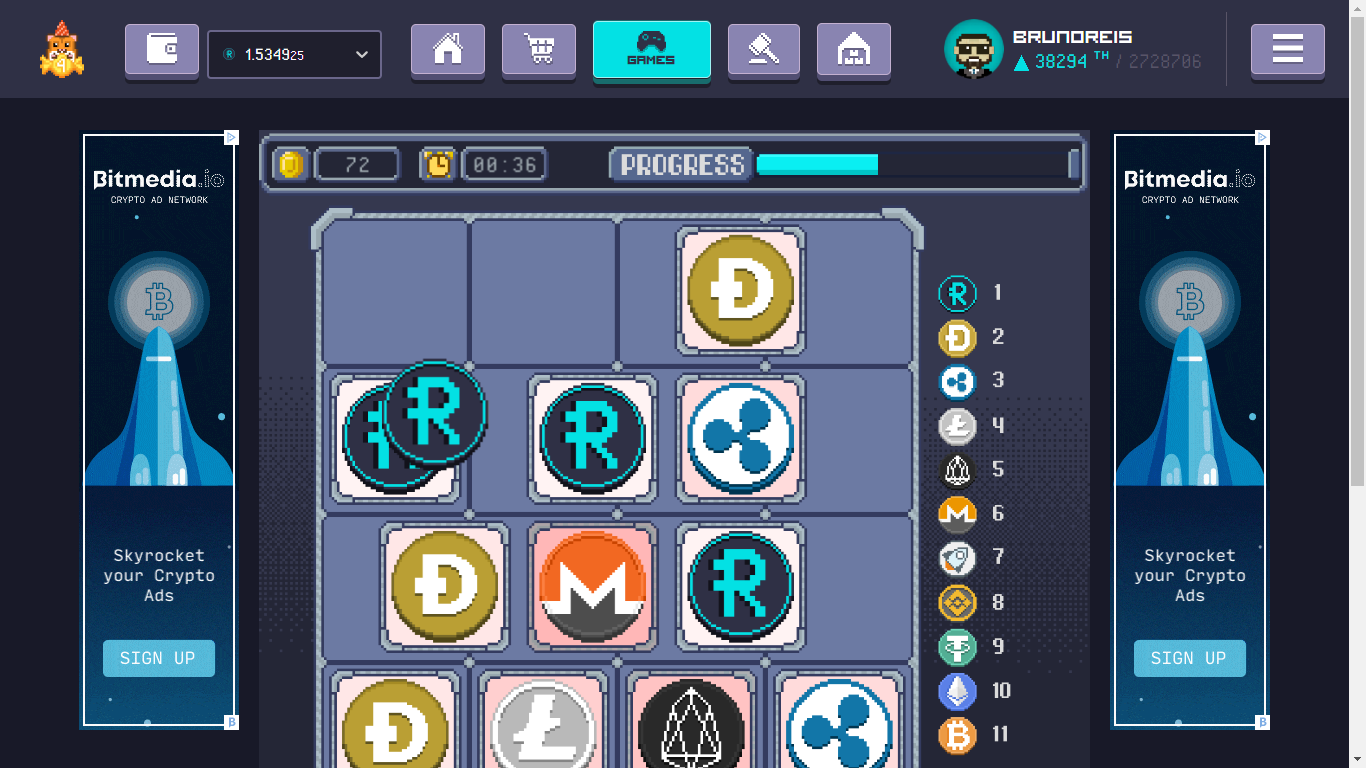 1.534925
GAMES
BRUNOREIS
38294 TH / 2728706
Bitmedia.io
CRYPTO AD NETWORK
Skyrocket
your Crypto
Ads
SIGN UP
72
00:36
PROGRESS
1
2
3
4
5
6
7
8
9
10
11
Bitmedia.io
CRYPTO AD NETWORK
Skyrocket
your Crypto
Ads
SIGN UP